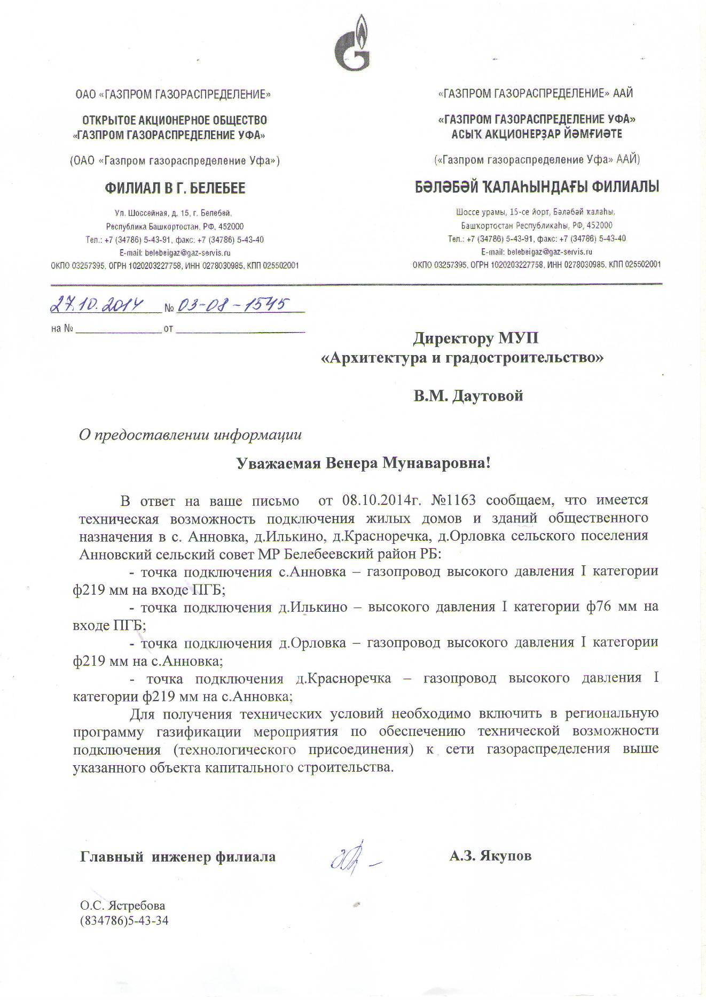 ОАО «ГАЗПРОМ ГАЗОРАСПРЕДЕЛЕНИЕ»
ОТКРЫТОЕ АКЦИОНЕРНОЕ ОБЩЕСТВО
«ГАЗПРОМ ГАЗОРАСПРЕДЕЛЕНИЕ УФА»
(ОАО «Газпром газораспределение Уфа»)
ФИЛИАЛ В Г. БЕЛЕБЕЕ
Ул. Шоссейная, д. 15, г. Белебей,
Республика Башкортостан, РФ, 452000
Тел.: +7 (34786) 5-43-91, факс: +7 (34786) 5-43-40
E-mail: belebeigaz@gaz-servis.ru
ОКПО 03257395, ОГРН 1020203227758, ИНН 0278030985, КПП 025502001
«ГАЗПРОМ ГАЗОРАСПРЕДЕЛЕНИЕ» ААЙ
«ГАЗПРОМ ГАЗОРАСПРЕДЕЛЕНИЕ УФА»
АСЫҠ АКЦИОНЕРҘАР ЙӘМҒИӘТЕ
(«Газпром газораспределение Уфа» ААЙ)
БӘЛӘБӘЙ ҠАЛАҺЫНДАҒЫ ФИЛИАЛЫ
Шоссе урамы, 15-се йорт, Бәләбәй ҡалаһы,
Башҡортостан Республикаһы, РФ, 452000
Тел.: +7 (34786) 5-43-91, факс: +7 (34786) 5-43-40
E-mail: belebeigaz@gaz-servis.ru
ОКПО 03257395, ОГРН 1020203227758, ИНН 0278030985, КПП 025502001
27.10.2014 № 03-08-1545
на № от
Директору МУП
«Архитектура и градостроительство»
В.М. Даутовой
О предоставлении информации
Уважаемая Венера Мунаваровна!
В ответ на ваше письмо от 08.10.2014г. №1163 сообщаем, что имеется
техническая возможность подключения жилых домов и зданий общественного
назначения в с. Анновка, д.Илькино, д.Красноречка, д.Орловка сельского поселения
Анновский сельский совет МР Белебеевский район РБ:
- точка подключения с.Анновка – газопровод высокого давления I категории
ф219 мм на входе ПГБ;
- точка подключения д.Илькино – высокого давления I категории ф76 мм на
входе ПГБ;
- точка подключения д.Орловка – газопровод высокого давления I категории
ф219 мм на с.Анновка;
- точка подключения д.Красноречка – газопровод высокого давления I
категории ф219 мм на с.Анновка;
Для получения технических условий необходимо включить в региональную
программу газификации мероприятия по обеспечению технической возможности
подключения (технологического присоединения) к сети газораспределения выше
указанного объекта капитального строительства.
Главный инженер филиала А.З. Якупов
О.С. Ястребова
(834786)5-43-34